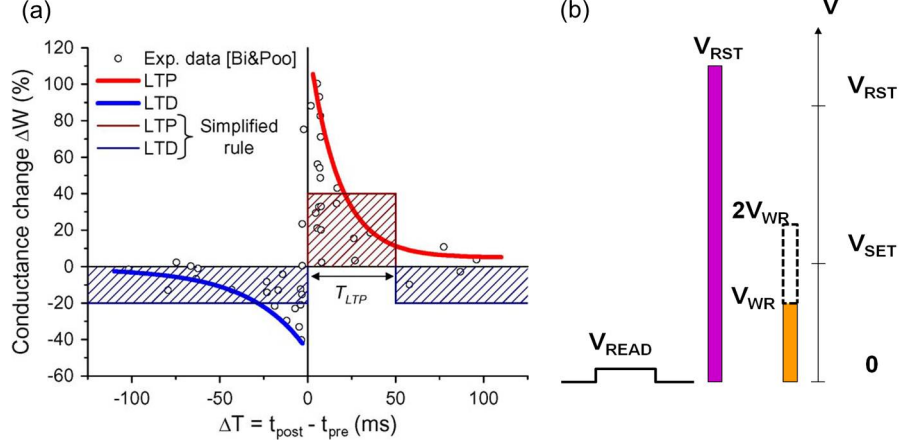 (a)
Conductance change ΔW (%)
120
100
80
60
40
20
0
-20
-40
-60
Exp. data [Bi&Poo]
LTP
LTD
LTP
LTD
Simplified
rule
T_LTP
-100
-50
0
50
100
ΔT = t_post - t_pre (ms)
(b)
V
V_RST
V_RST
2V_WR
V_SET
V_WR
V_READ
0